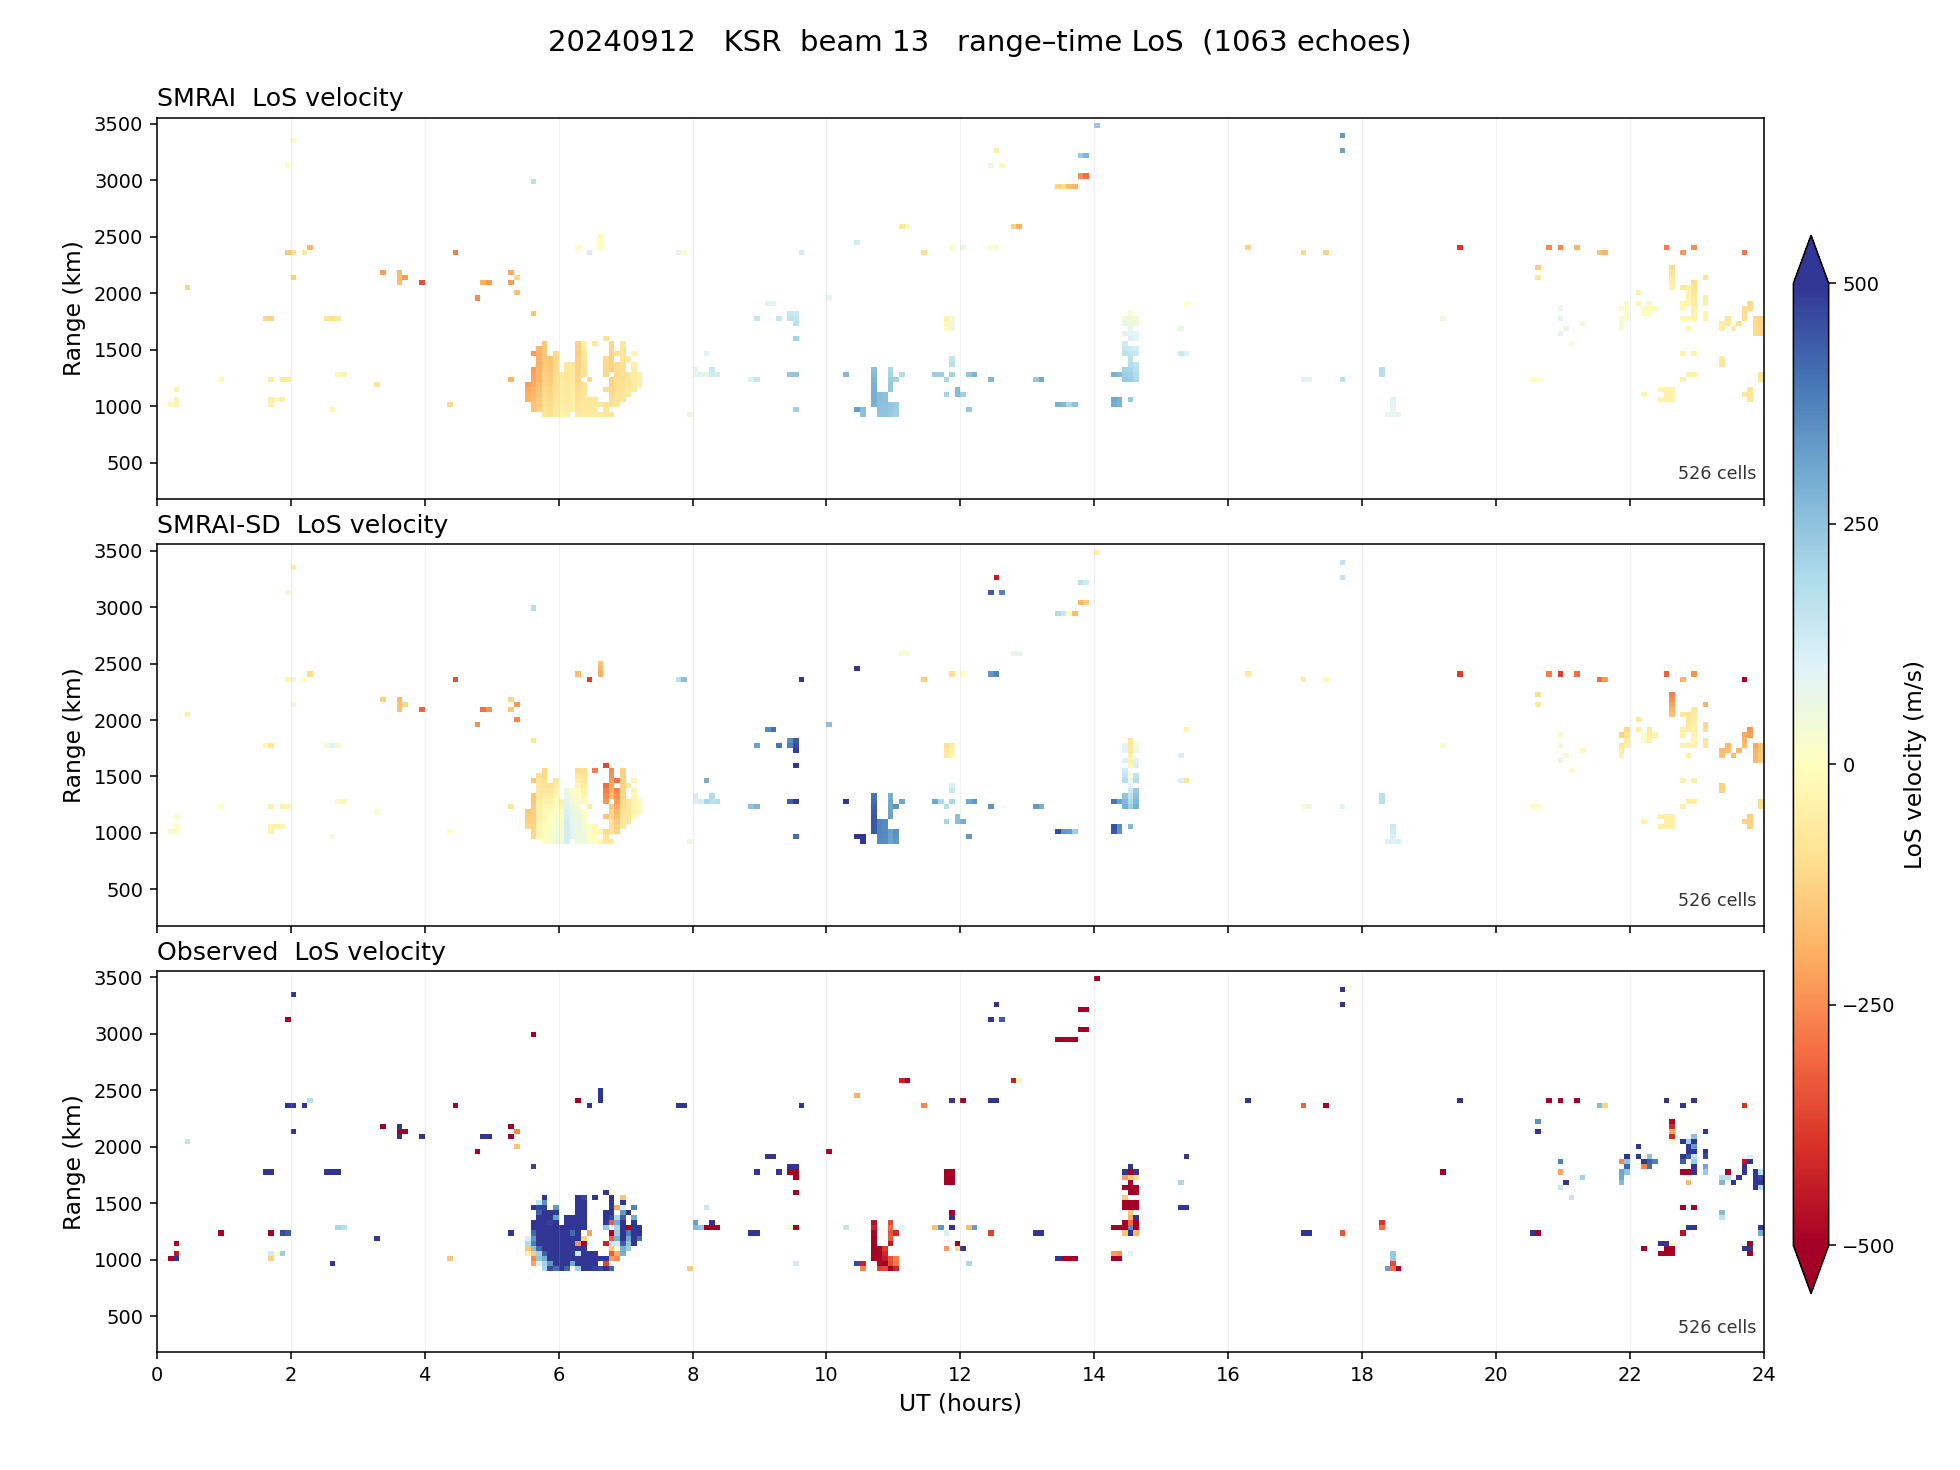 20240912 KSR beam 13 range–time LoS (1063 echoes)
SMRAI LoS velocity
3500
3000
2500
2000
1500
1000
500
Range (km)
526 cells
SMRAI-SD LoS velocity
3500
3000
2500
2000
1500
1000
500
Range (km)
526 cells
Observed LoS velocity
3500
3000
2500
2000
1500
1000
500
Range (km)
526 cells
0 2 4 6 8 10 12 14 16 18 20 22 24
UT (hours)
500
250
0
−250
−500
LoS velocity (m/s)